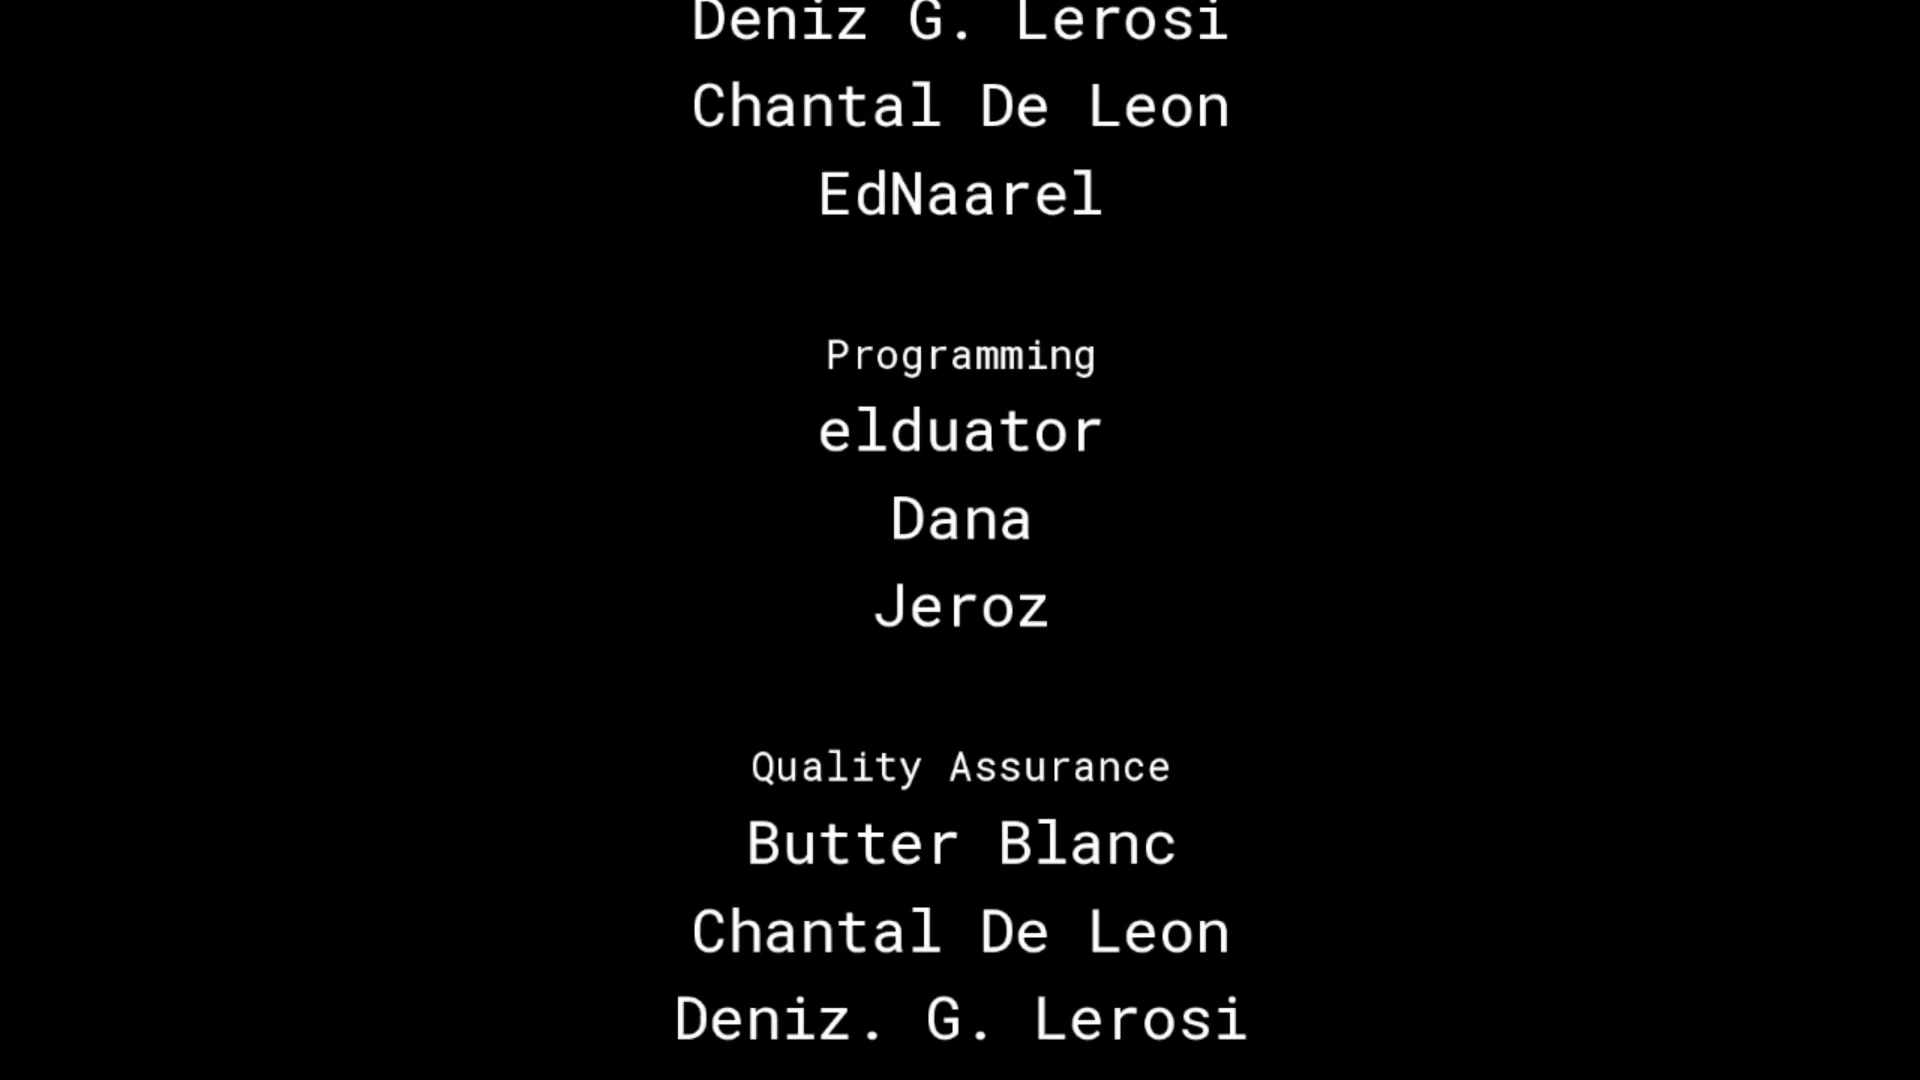 Deniz G. Lerosi
Chantal De Leon
EdNaarel
Programming
elduator
Dana
Jeroz
Quality Assurance
Butter Blanc
Chantal De Leon
Deniz. G. Lerosi